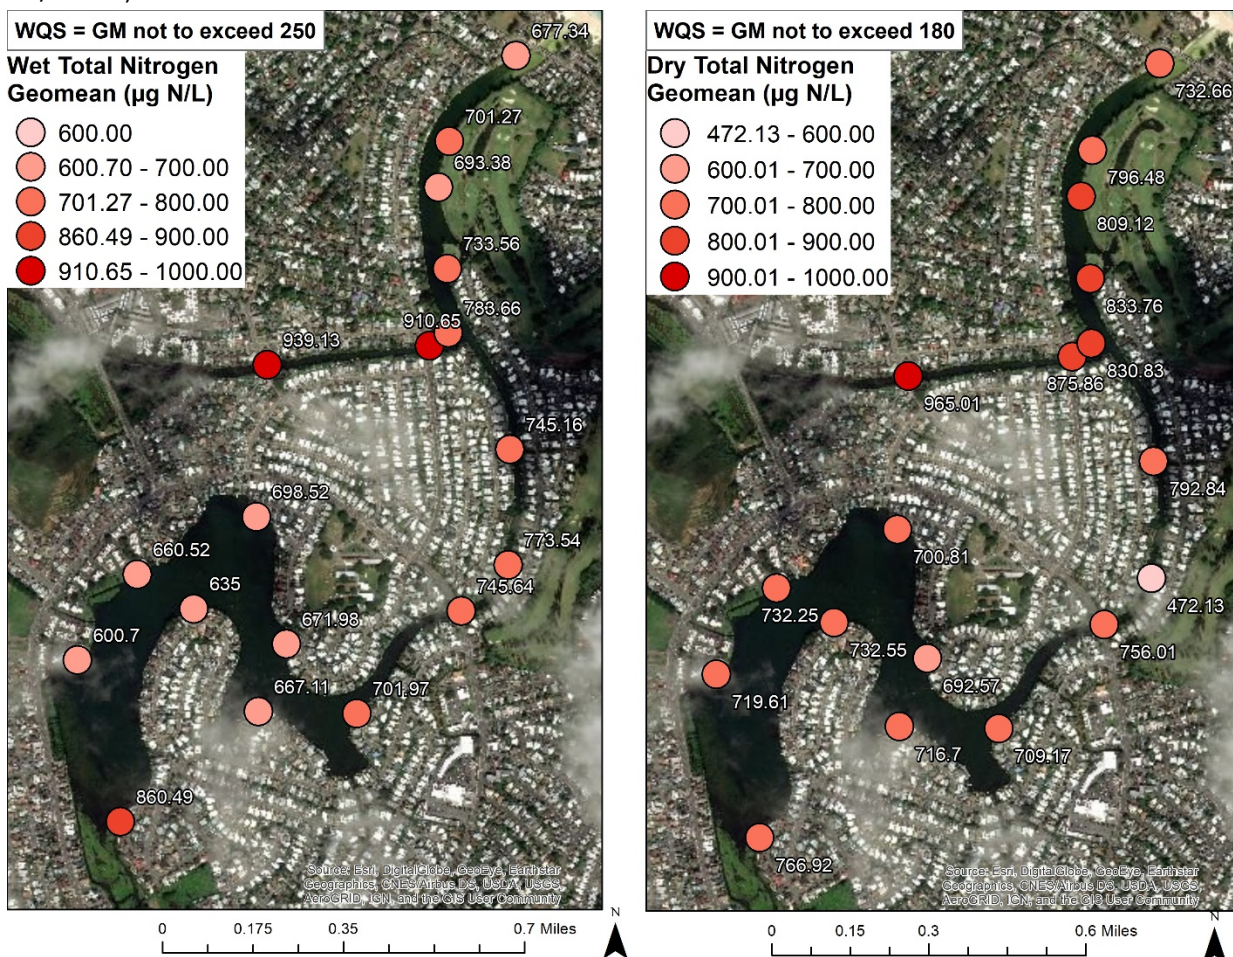 WQS = GM not to exceed 250
Wet Total Nitrogen
Geomean (µg N/L)
600.00
600.70 - 700.00
701.27 - 800.00
860.49 - 900.00
910.65 - 1000.00
677.34
701.27
693.38
733.56
783.66
910.65
939.13
745.16
698.52
773.54
660.52
745.64
635
671.98
600.7
667.11
701.97
860.49
Source: Esri, DigitalGlobe, GeoEye, Earthstar
Geographics, CNES/Airbus DS, USDA, USGS,
AeroGRID, IGN, and the GIS User Community
0 0.175 0.35 0.7 Miles
N
WQS = GM not to exceed 180
Dry Total Nitrogen
Geomean (µg N/L)
472.13 - 600.00
600.01 - 700.00
700.01 - 800.00
800.01 - 900.00
900.01 - 1000.00
732.66
796.48
809.12
833.76
830.83
875.86
965.01
792.84
700.81
472.13
732.25
756.01
732.55
692.57
719.61
716.7
709.17
766.92
Source: Esri, DigitalGlobe, GeoEye, Earthstar
Geographics, CNES/Airbus DS, USDA, USGS,
AeroGRID, IGN, and the GIS User Community
0 0.15 0.3 0.6 Miles
N